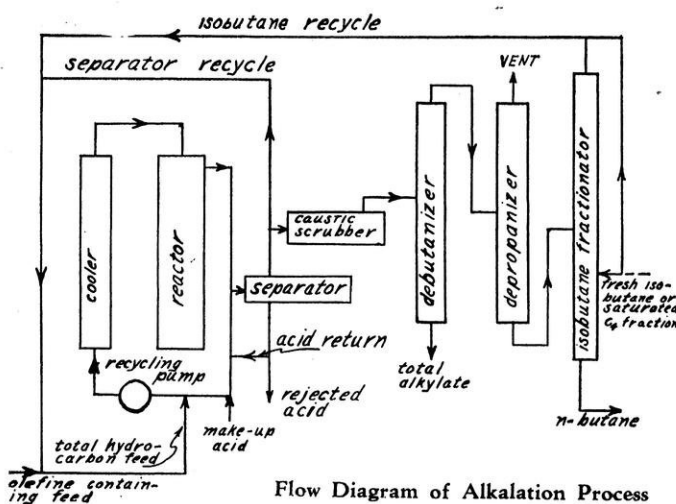 isobutane recycle
separator recycle
VENT
cooler
reactor
caustic
scrubber
separator
debutanizer
depropanizer
isobutane fractionator
fresh iso-
butane or
saturated
C4 fraction
acid return
recycling
pump
rejected
acid
make-up
acid
total
alkylate
n-butane
total hydro-
carbon feed
olefine contain-
ing feed
Flow Diagram of Alkalation Process